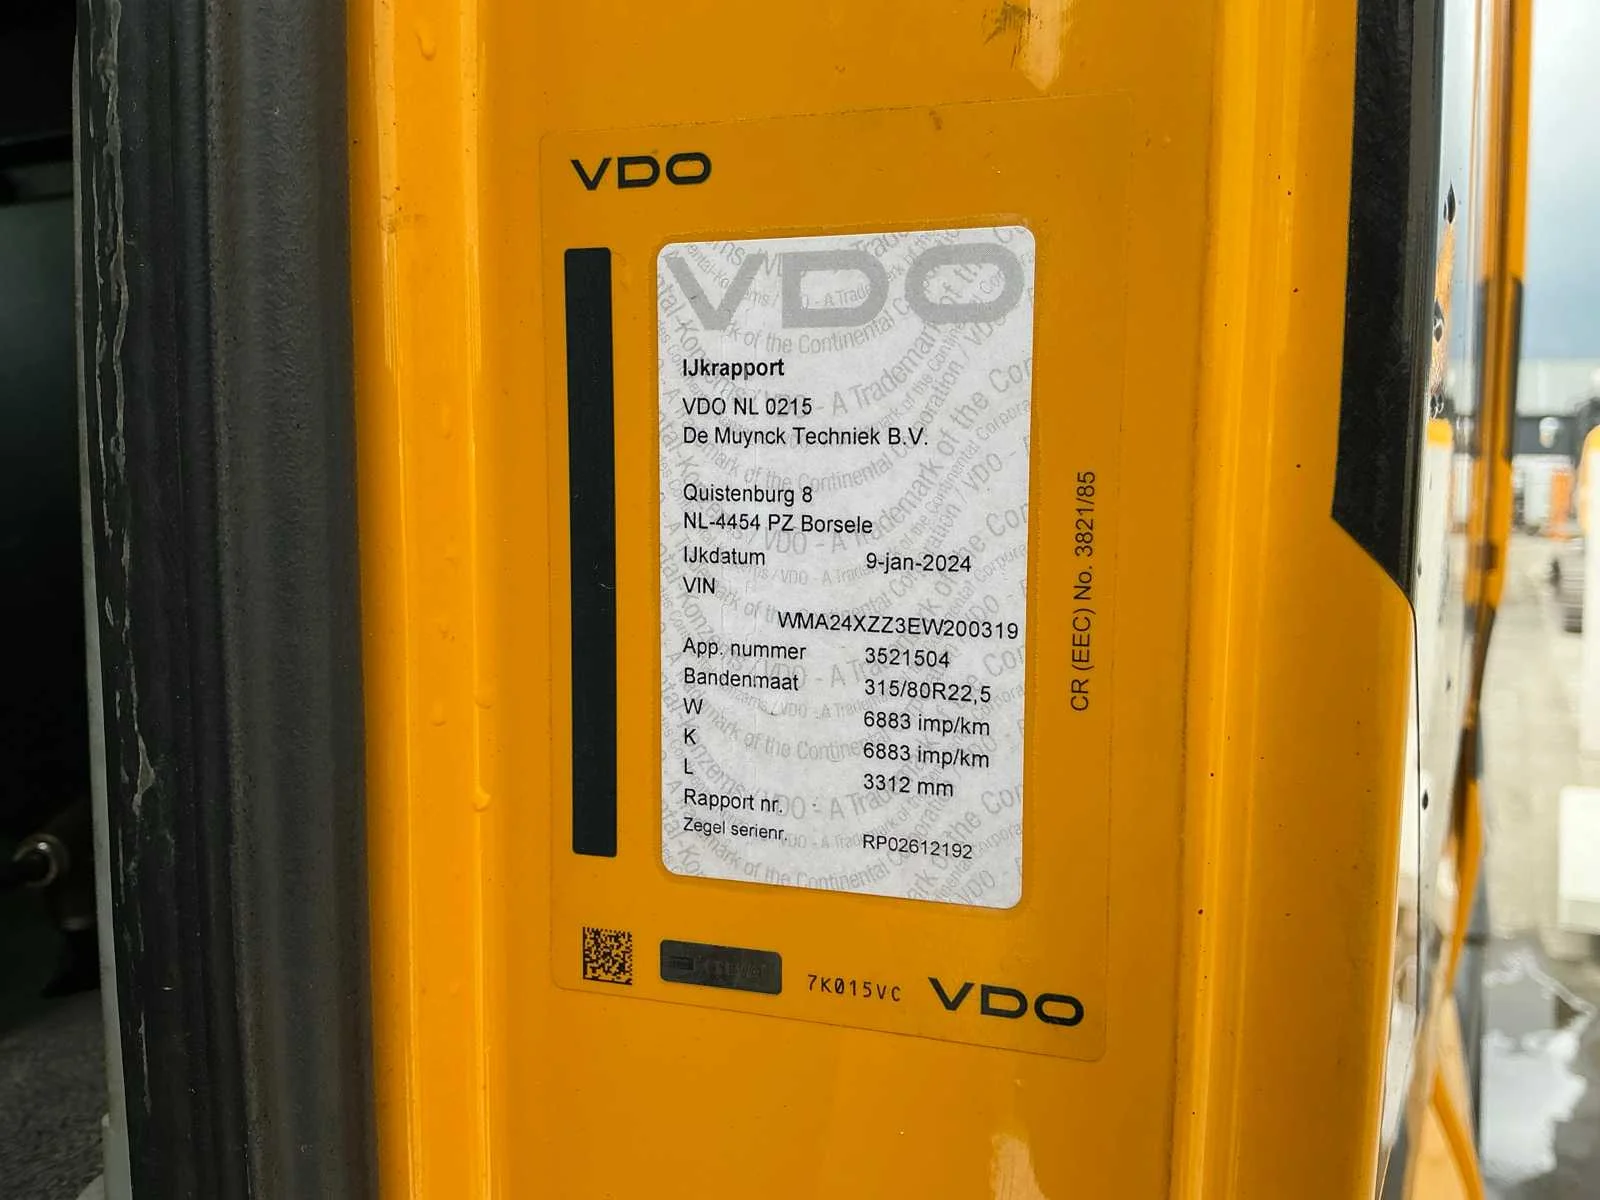 VDO
VDO
IJkrapport
VDO NL 0215
De Muynck Techniek B.V.
Quistenburg 8
NL-4454 PZ Borsele
IJkdatum 9-jan-2024
VIN
WMA24XZZ3EW200319
App. nummer 3521504
Bandenmaat 315/80R22,5
W 6883 imp/km
K 6883 imp/km
L 3312 mm
Rapport nr.
Zegel serienr. RP02612192
CR (EEC) No. 3821/85
7K015VC
VDO